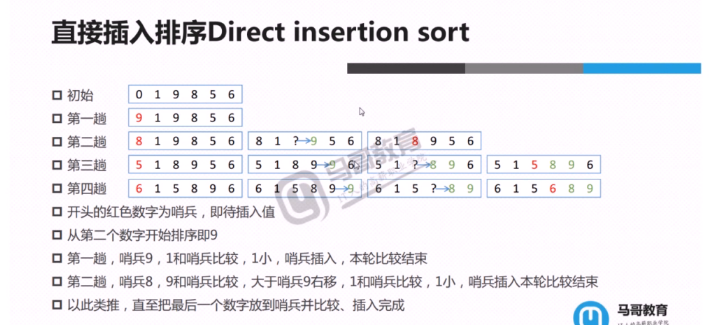 直接插入排序Direct insertion sort
初始 0 1 9 8 5 6
第一趟 9 1 9 8 5 6
第二趟 8 1 9 8 5 6 8 1 ?→9 5 6 8 1 8 9 5 6
第三趟 5 1 8 9 5 6 5 1 8 9→9 6 5 1 ?→8 9 6 5 1 5 8 9 6
第四趟 6 1 5 8 9 6 6 1 5 8 9→9 6 1 5 ?→8 9 6 1 5 6 8 9
开头的红色数字为哨兵，即待插入值
从第二个数字开始排序即9
第一趟，哨兵9，1和哨兵比较，1小，哨兵插入，本轮比较结束
第二趟，哨兵8，9和哨兵比较，大于哨兵9右移，1和哨兵比较，1小，哨兵插入本轮比较结束
以此类推，直至把最后一个数字放到哨兵并比较、插入完成
马哥教育
马哥教育